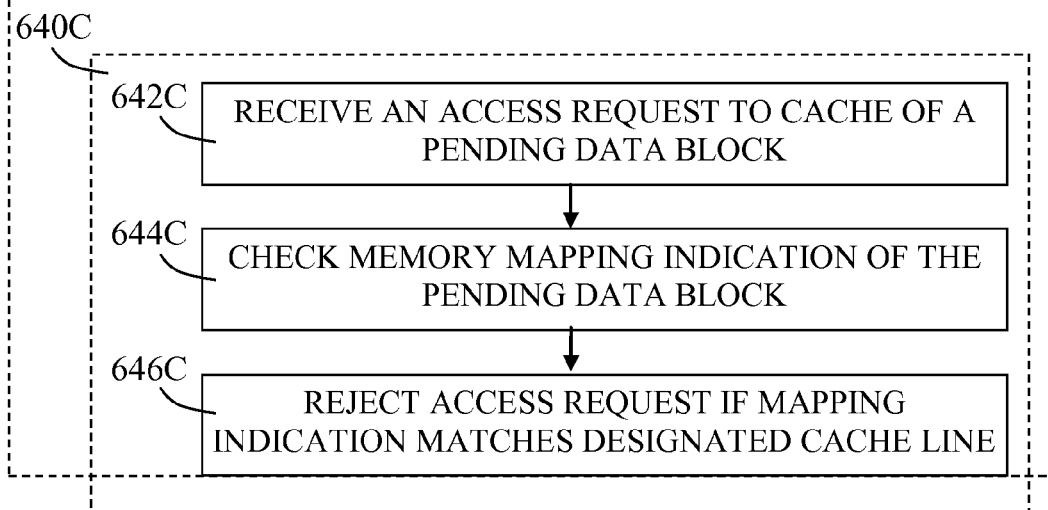 640C
642C
RECEIVE AN ACCESS REQUEST TO CACHE OF A
PENDING DATA BLOCK
644C
CHECK MEMORY MAPPING INDICATION OF THE
PENDING DATA BLOCK
646C
REJECT ACCESS REQUEST IF MAPPING
INDICATION MATCHES DESIGNATED CACHE LINE